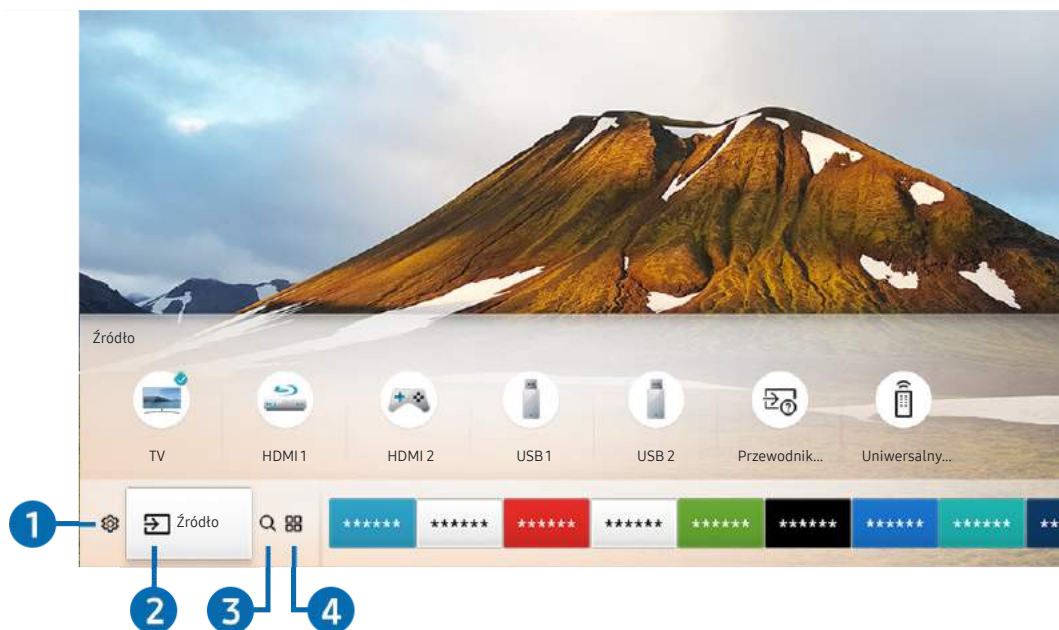 Źródło
TV
HDMI 1
HDMI 2
USB 1
USB 2
Przewodnik...
Uniwersalny...
1
Źródło
****** ****** ****** ****** ****** ****** ****** ****** **
2
3
4